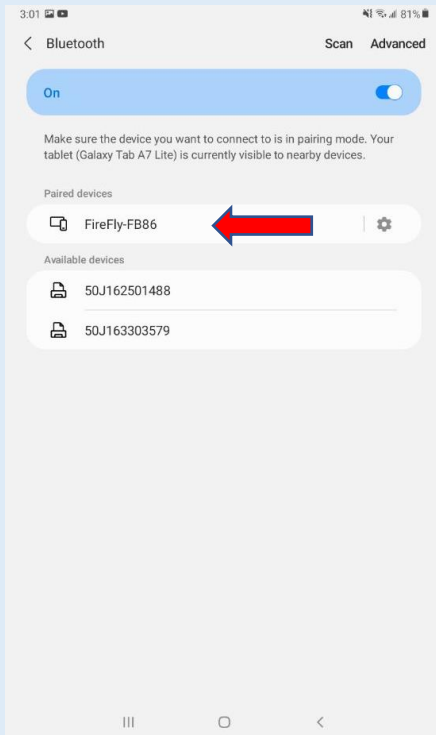 3:01 81%
Bluetooth Scan Advanced
On
Make sure the device you want to connect to is in pairing mode. Your
tablet (Galaxy Tab A7 Lite) is currently visible to nearby devices.
Paired devices
FireFly-FB86
Available devices
50J162501488
50J163303579